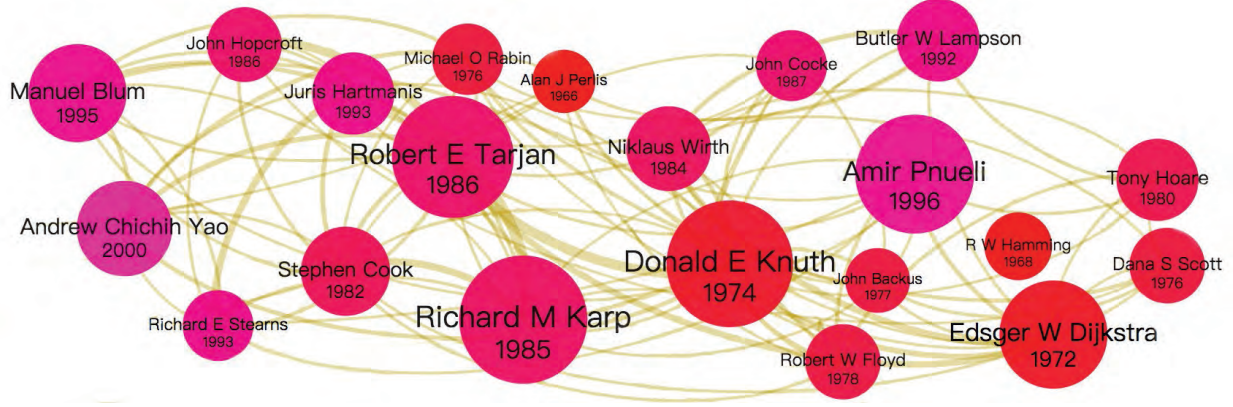 John Hopcroft
1986
Manuel Blum
1995
Juris Hartmanis
1993
Michael O Rabin
1976
Alan J Perlis
1966
John Cocke
1987
Butler W Lampson
1992
Robert E Tarjan
1986
Niklaus Wirth
1984
Amir Pnueli
1996
Tony Hoare
1980
Andrew Chichih Yao
2000
Stephen Cook
1982
Donald E Knuth
1974
R W Hamming
1968
John Backus
1977
Dana S Scott
1976
Richard E Stearns
1993
Richard M Karp
1985
Edsger W Dijkstra
1972
Robert W Floyd
1978